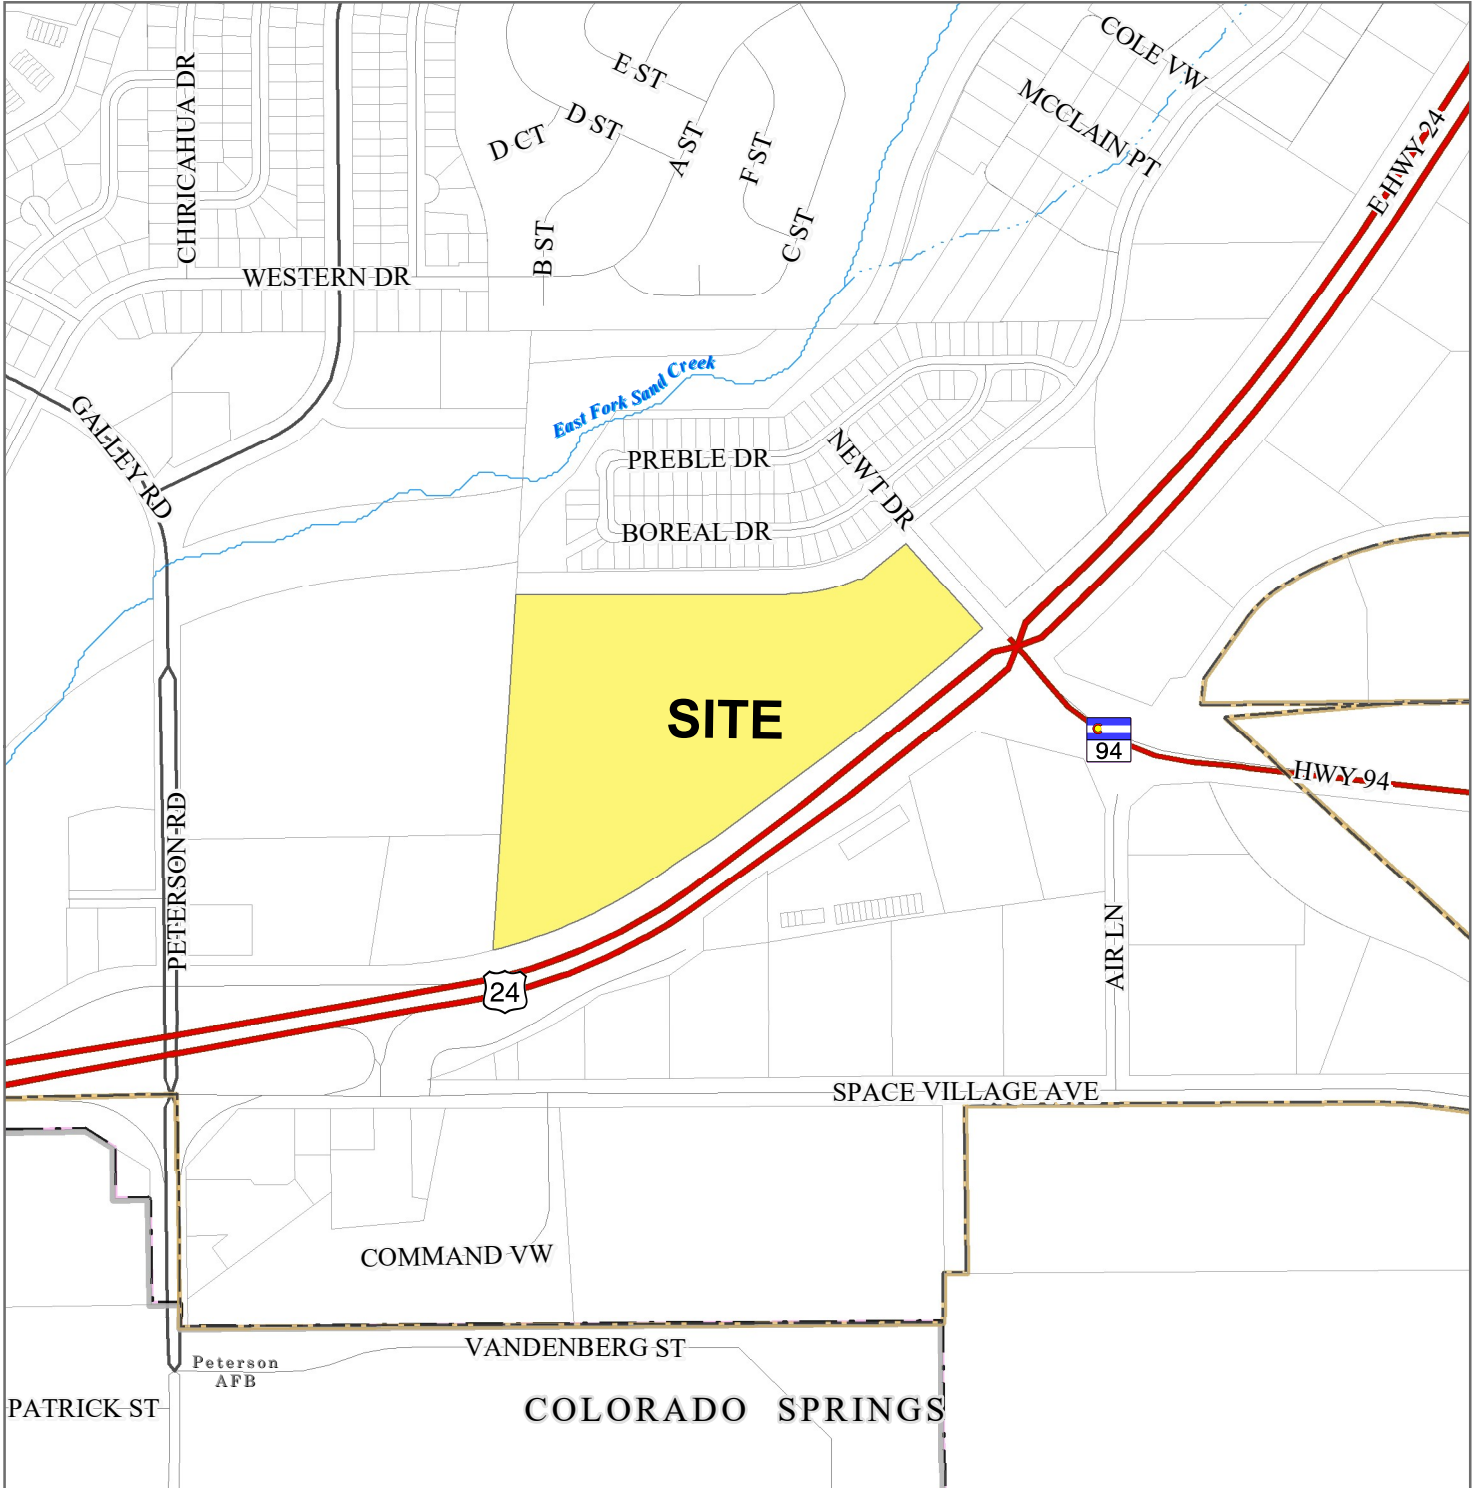 COLE VW
E ST
MCCLAIN PT
CHIRICAHUA DR
D ST
D CT
A ST
F ST
E HWY 24
B ST
C ST
WESTERN DR
East Fork Sand Creek
GALLEY RD
PREBLE DR
NEWT DR
BOREAL DR
SITE
94
HWY 94
PETERSON RD
AIR LN
24
SPACE VILLAGE AVE
COMMAND VW
VANDENBERG ST
Peterson
AFB
PATRICK ST
COLORADO SPRINGS